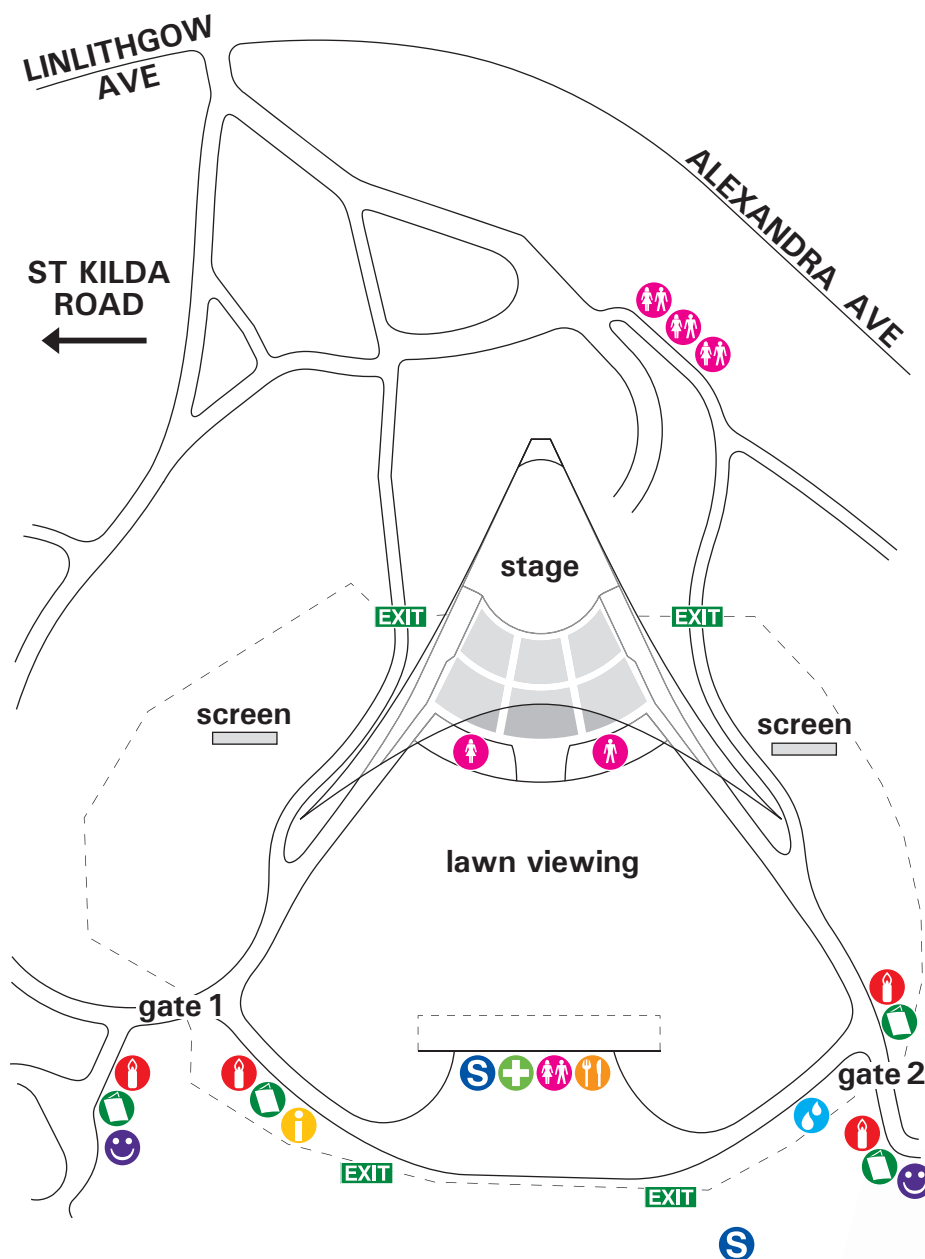 LINLITHGOW
AVE
ALEXANDRA AVE
ST KILDA
ROAD
stage
EXIT
EXIT
screen
screen
lawn viewing
gate 1
S
i
gate 2
EXIT
EXIT
S